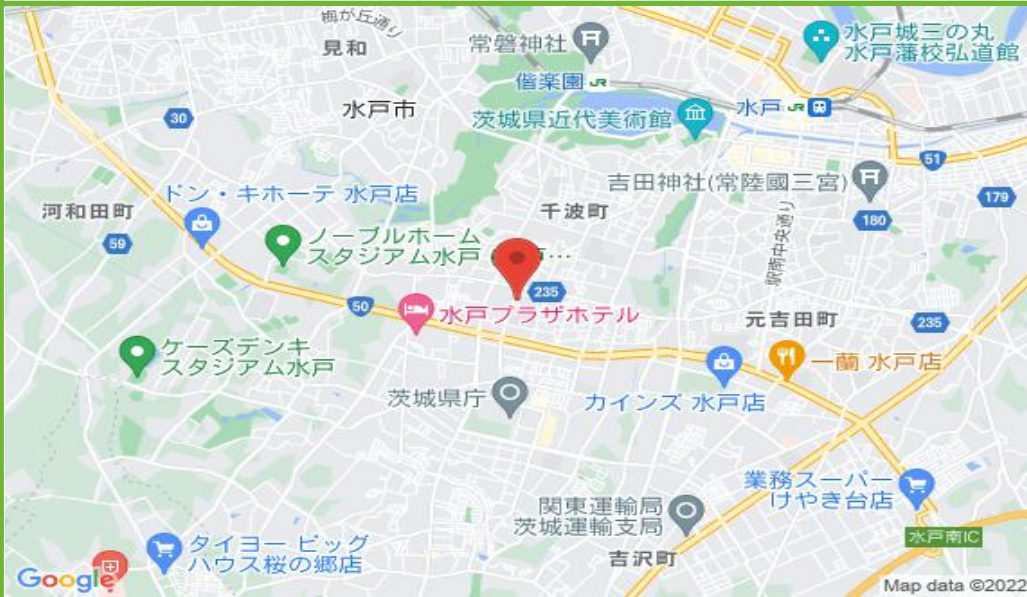 梅が丘通り
見和
常磐神社
水戸城三の丸
水戸藩校弘道館
偕楽園 JR
水戸 JR
30
水戸市
茨城県近代美術館
51
ドン・キホーテ 水戸店
吉田神社(常陸國三宮)
179
河和田町
千波町
180
59
ノーブルホーム
スタジアム水戸
駅南中央通り
50
235
水戸プラザホテル
元吉田町
235
ケーズデンキ
スタジアム水戸
一蘭 水戸店
茨城県庁
カインズ 水戸店
業務スーパー
けやき台店
関東運輸局
茨城運輸支局
水戸南IC
タイヨー ビッグ
ハウス桜の郷店
吉沢町
Google
Map data ©2022